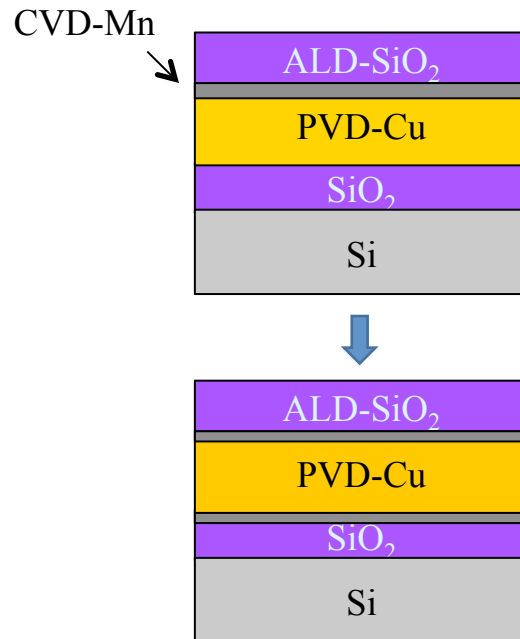 CVD-Mn
ALD-SiO₂
PVD-Cu
SiO₂
Si
ALD-SiO₂
PVD-Cu
SiO₂
Si